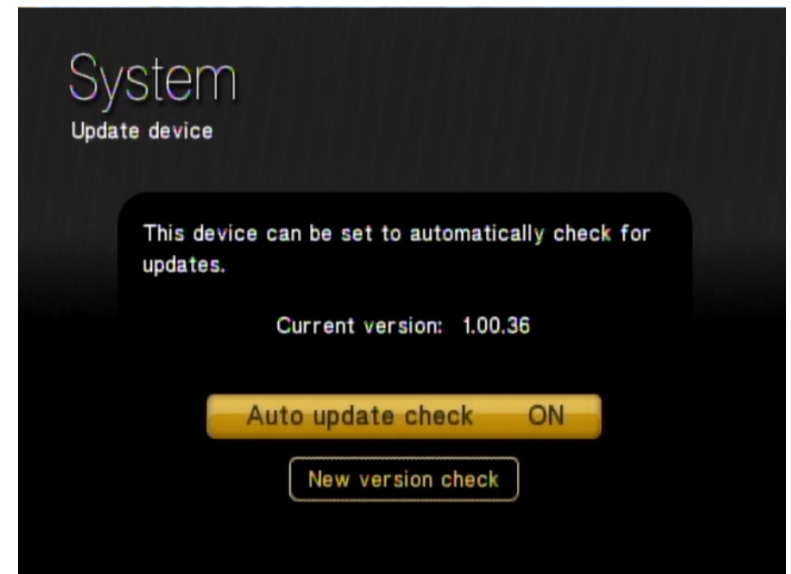 System
Update device
This device can be set to automatically check for
updates.
Current version: 1.00.36
Auto update check ON
New version check